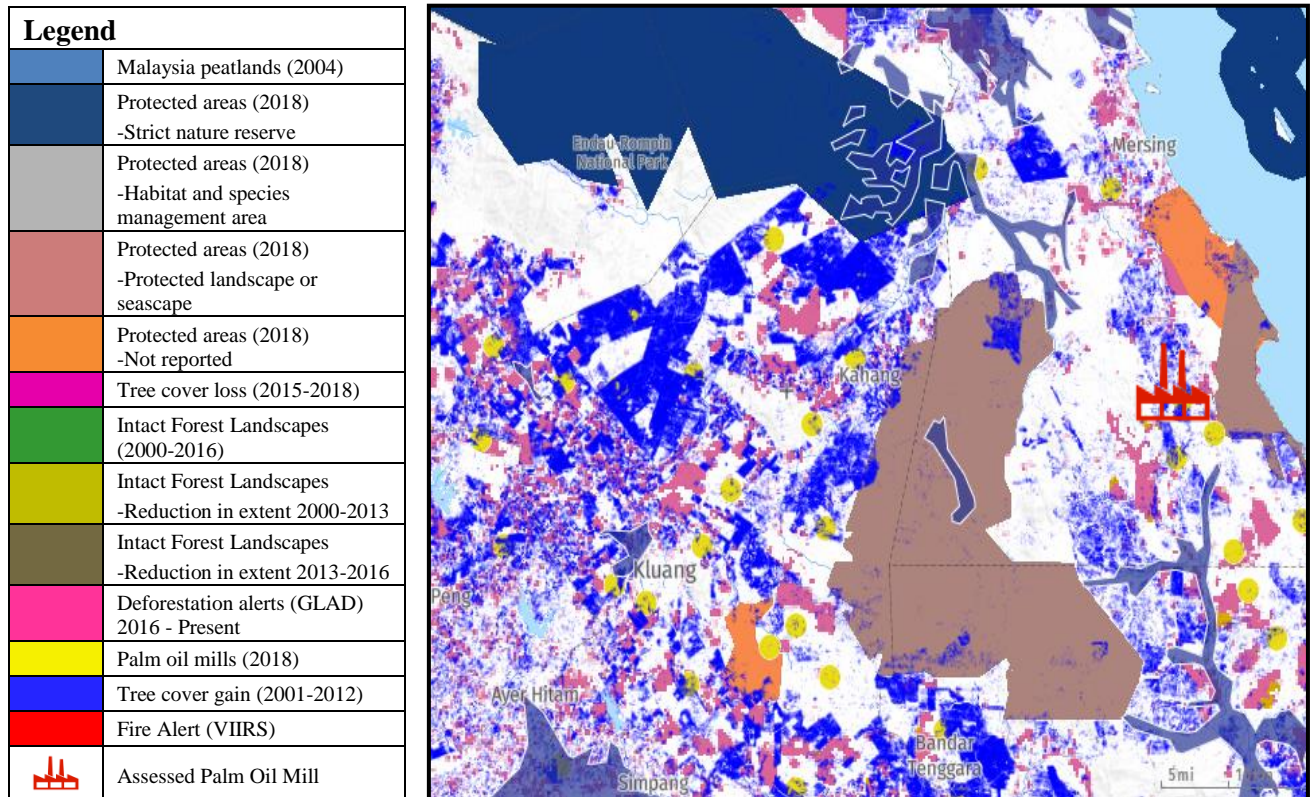 Legend
Malaysia peatlands (2004)
Protected areas (2018)
-Strict nature reserve
Protected areas (2018)
-Habitat and species
management area
Protected areas (2018)
-Protected landscape or
seascape
Protected areas (2018)
-Not reported
Tree cover loss (2015-2018)
Intact Forest Landscapes
(2000-2016)
Intact Forest Landscapes
-Reduction in extent 2000-2013
Intact Forest Landscapes
-Reduction in extent 2013-2016
Deforestation alerts (GLAD)
2016 - Present
Palm oil mills (2018)
Tree cover gain (2001-2012)
Fire Alert (VIIRS)
Assessed Palm Oil Mill
Endau-Rompin
National Park
Mersing
Kahang
Kluang
Peng
Ayer Hitam
Bandar
Tenggara
Simpang
5mi